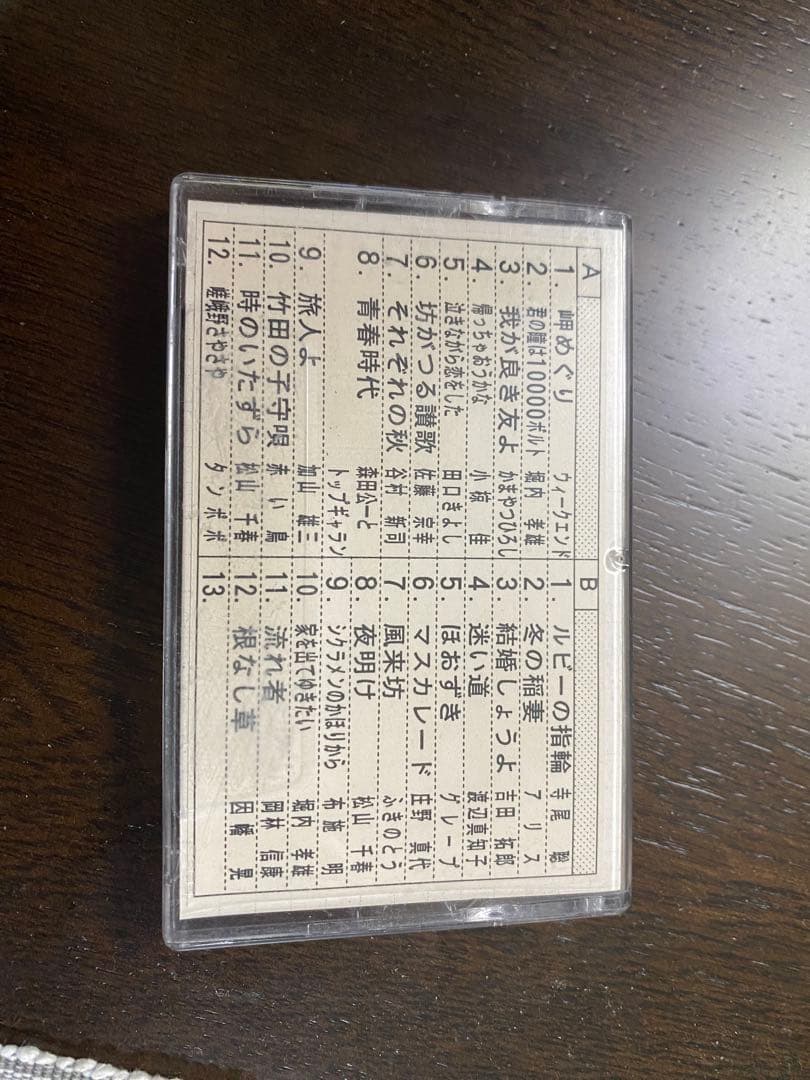 A
1. 岬めぐり ウィークエンド
2. 君の瞳は10000ボルト 堀内 孝雄
3. 我が良き友よ かまやつひろし
4. 帰っちゃおうかな 小椋 佳
5 泣きながら恋をした 田口きよし
6 坊がつる讃歌 佐藤 宗幸
7. それぞれの秋 谷村 新司
8. 青春時代 森田公一と
トップギャラン
9. 旅人よ 加山 雄三
10. 竹田の子守唄 赤い鳥
11. 時のいたずら 松山 千春
12. 嵯峨野さやさや タンポポ
B
1. ルビーの指輪 寺尾 聡
2. 冬の稲妻 アリス
3 結婚しょうよ 吉田 拓郎
4 迷い道 渡辺真知子
5. ほおずき グレープ
6 マスカレード 庄野 真代
7. 風来坊 ふきのとう
8 夜明け 松山 千春
9. シクラメンのかほりから 布施 明
10 家を出てゆきたい 堀内 孝雄
11 流れ者 岡林 信康
12 根なし草 因幡 晃
13.